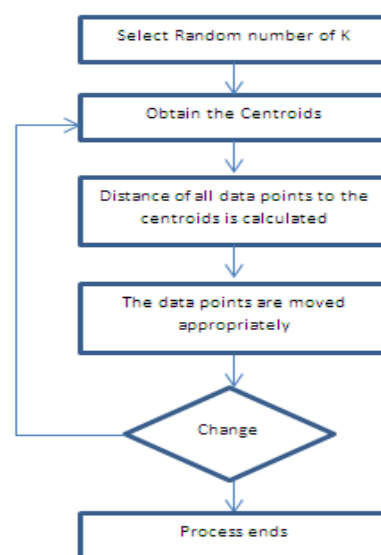 Select Random number of K
Obtain the Centroids
Distance of all data points to the
centroids is calculated
The data points are moved
appropriately
Change
Process ends